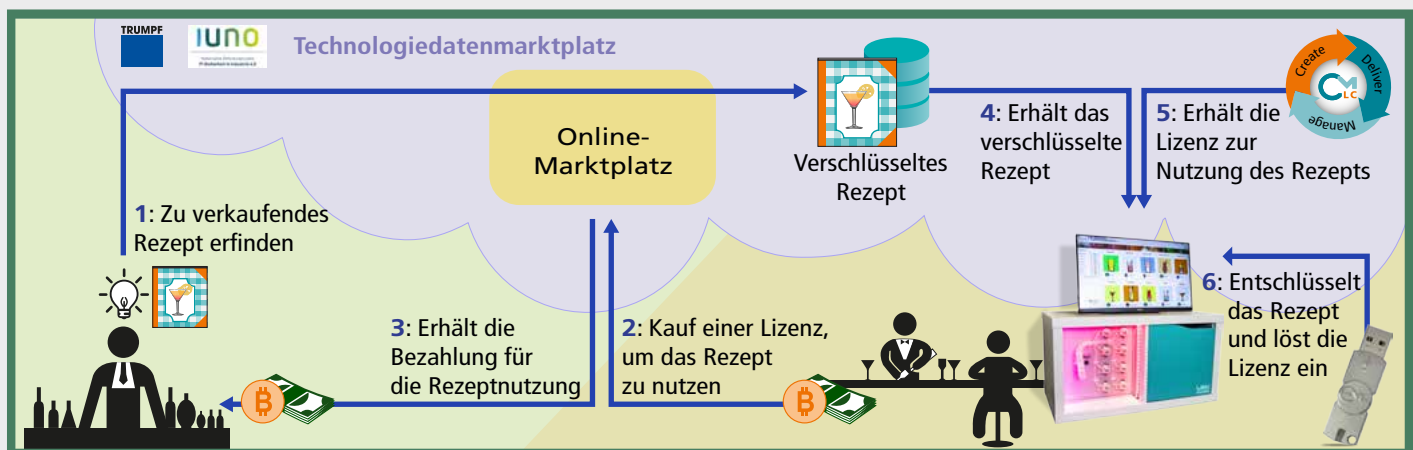 TRUMPF
IUNO
Technologiedatenmarktplatz
Online-
Marktplatz
Verschlüsseltes
Rezept
4: Erhält das
verschlüsselte
Rezept
5: Erhält die
Lizenz zur
Nutzung des Rezepts
Create
Deliver
Manage
CM
LC
1: Zu verkaufendes
Rezept erfinden
3: Erhält die
Bezahlung für
die Rezeptnutzung
2: Kauf einer Lizenz,
um das Rezept
zu nutzen
6: Entschlüsselt
das Rezept
und löst die
Lizenz ein